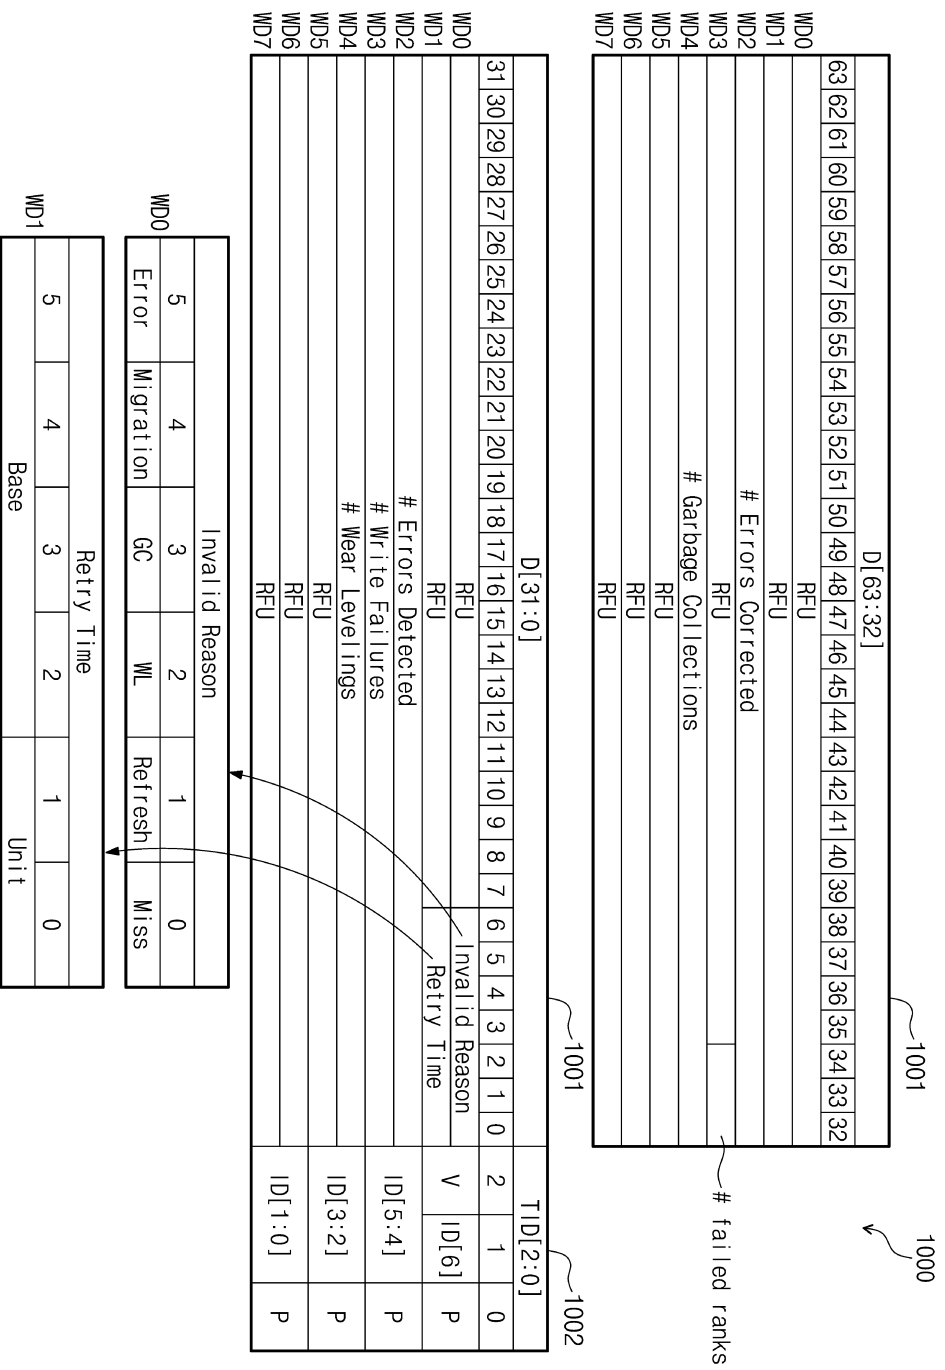 1000
1001
D[63:32]
63 62 61 60 59 58 57 56 55 54 53 52 51 50 49 48 47 46 45 44 43 42 41 40 39 38 37 36 35 34 33 32
WD0 RFU
WD1 RFU
WD2 # Errors Corrected
WD3 RFU # failed ranks
WD4 # Garbage Collections
WD5 RFU
WD6 RFU
WD7 RFU
1001 1002
D[31:0] TID[2:0]
31 30 29 28 27 26 25 24 23 22 21 20 19 18 17 16 15 14 13 12 11 10 9 8 7 6 5 4 3 2 1 0 2 1 0
WD0 RFU Invalid Reason V ID[6] P
WD1 RFU Retry Time
WD2 # Errors Detected ID[5:4] P
WD3 # Write Failures
WD4 # Wear Levelings ID[3:2] P
WD5 RFU
WD6 RFU ID[1:0] P
WD7 RFU
Invalid Reason
5 4 3 2 1 0
WD0 Error Migration GC WL Refresh Miss
Retry Time
5 4 3 2 1 0
WD1 Base Unit